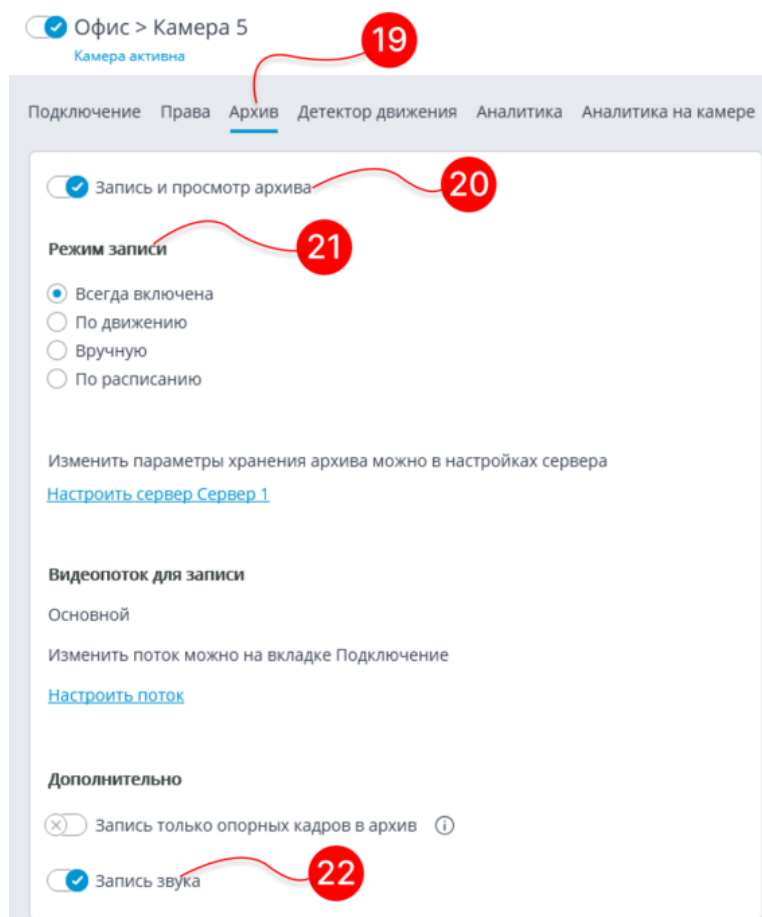 Офис > Камера 5
Камера активна
19
Подключение Права Архив Детектор движения Аналитика Аналитика на камере
Запись и просмотр архива
20
Режим записи
21
Всегда включена
По движению
Вручную
По расписанию
Изменить параметры хранения архива можно в настройках сервера
Настроить сервер Сервер 1
Видеопоток для записи
Основной
Изменить поток можно на вкладке Подключение
Настроить поток
Дополнительно
Запись только опорных кадров в архив
Запись звука
22